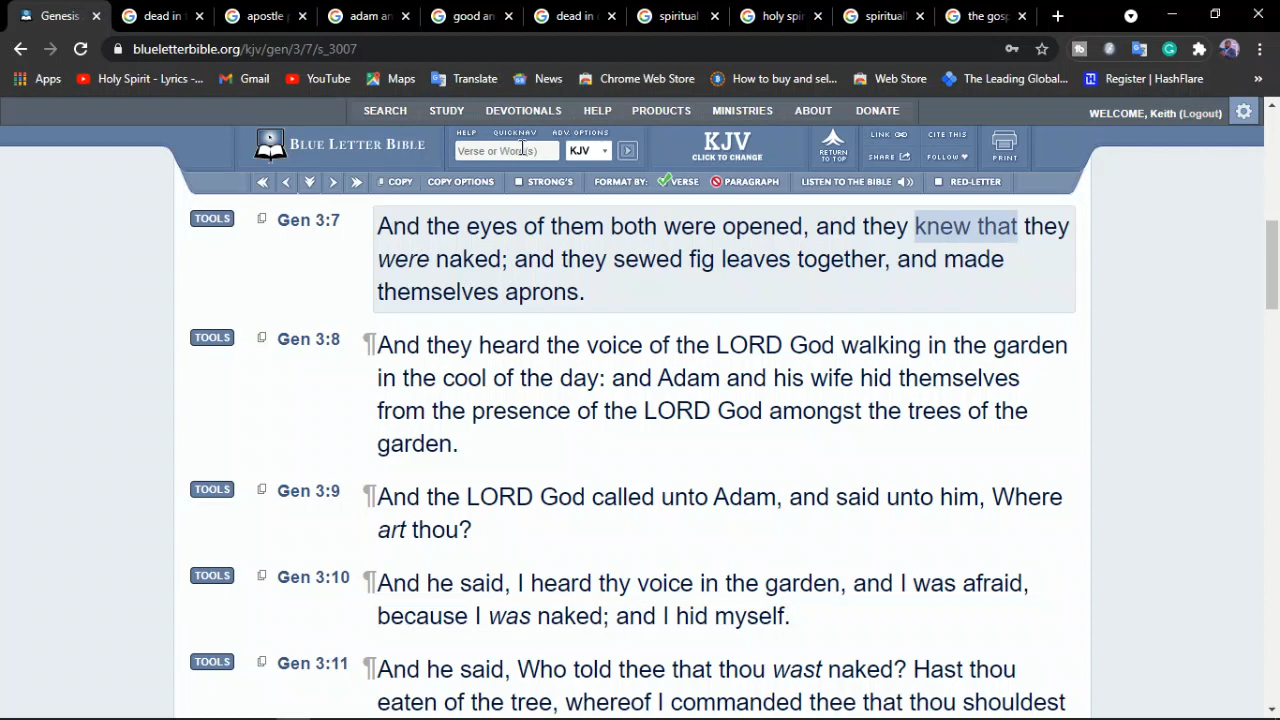 Genesis
dead in
apostle p
adam an
good an
dead in
spiritual
holy spir
spirituall
the gosp
blueletterbible.org/kjv/gen/3/7/s_3007
Apps
Holy Spirit - Lyrics -...
Gmail
YouTube
Maps
Translate
News
Chrome Web Store
How to buy and sel...
Web Store
The Leading Global...
Register | HashFlare
»
SEARCH STUDY DEVOTIONALS HELP PRODUCTS MINISTRIES ABOUT DONATE
WELCOME, Keith (Logout)
BLUE LETTER BIBLE
HELP QUICKNAV ADV. OPTIONS
Verse or Word(s)
KJV
KJV
CLICK TO CHANGE
RETURN
TO TOP
LINK
CITE THIS
SHARE
FOLLOW
PRINT
COPY COPY OPTIONS STRONG'S FORMAT BY: VERSE PARAGRAPH LISTEN TO THE BIBLE RED-LETTER
TOOLS Gen 3:7 And the eyes of them both were opened, and they knew that they
were naked; and they sewed fig leaves together, and made
themselves aprons.
TOOLS Gen 3:8 ¶And they heard the voice of the LORD God walking in the garden
in the cool of the day: and Adam and his wife hid themselves
from the presence of the LORD God amongst the trees of the
garden.
TOOLS Gen 3:9 ¶And the LORD God called unto Adam, and said unto him, Where
art thou?
TOOLS Gen 3:10 ¶And he said, I heard thy voice in the garden, and I was afraid,
because I was naked; and I hid myself.
TOOLS Gen 3:11 ¶And he said, Who told thee that thou wast naked? Hast thou
eaten of the tree, whereof I commanded thee that thou shouldest